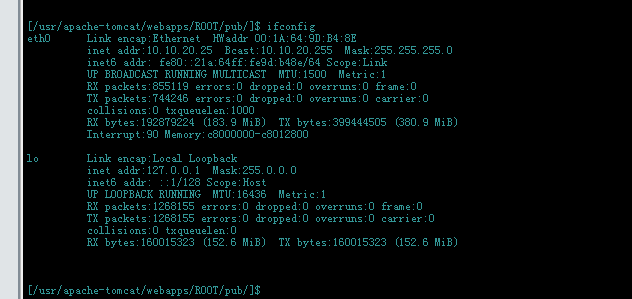 [/usr/apache-tomcat/webapps/ROOT/pub/]$ ifconfig
eth0 Link encap:Ethernet HWaddr 00:1A:64:9D:B4:8E
inet addr:10.10.20.25 Bcast:10.10.20.255 Mask:255.255.255.0
inet6 addr: fe80::21a:64ff:fe9d:b48e/64 Scope:Link
UP BROADCAST RUNNING MULTICAST MTU:1500 Metric:1
RX packets:855119 errors:0 dropped:0 overruns:0 frame:0
TX packets:744246 errors:0 dropped:0 overruns:0 carrier:0
collisions:0 txqueuelen:1000
RX bytes:192879224 (183.9 MiB) TX bytes:399444505 (380.9 MiB)
Interrupt:90 Memory:c8000000-c8012800
lo Link encap:Local Loopback
inet addr:127.0.0.1 Mask:255.0.0.0
inet6 addr: ::1/128 Scope:Host
UP LOOPBACK RUNNING MTU:16436 Metric:1
RX packets:1268155 errors:0 dropped:0 overruns:0 frame:0
TX packets:1268155 errors:0 dropped:0 overruns:0 carrier:0
collisions:0 txqueuelen:0
RX bytes:160015323 (152.6 MiB) TX bytes:160015323 (152.6 MiB)
[/usr/apache-tomcat/webapps/ROOT/pub/]$